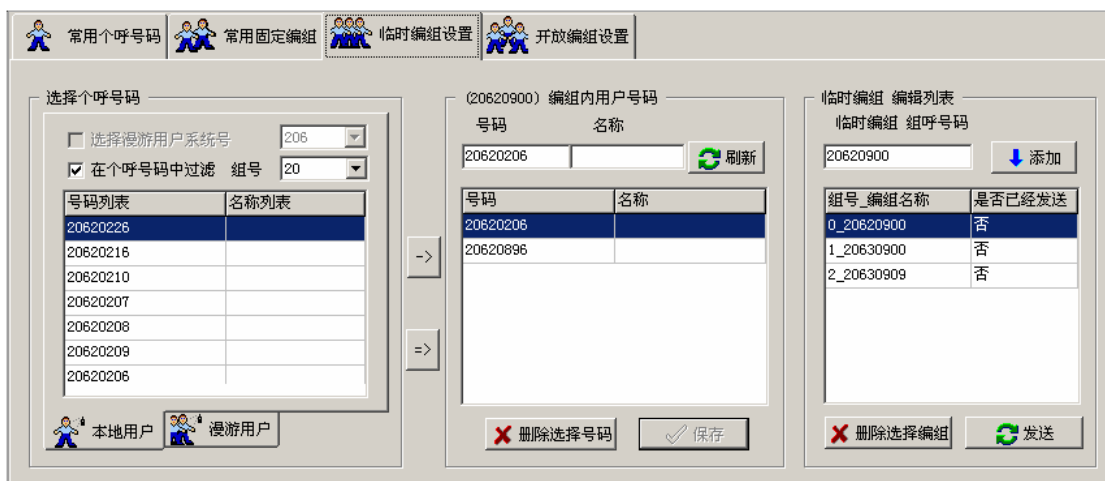 常用个呼号码 常用固定编组 临时编组设置 开放编组设置
选择个呼号码
选择漫游用户系统号 206
在个呼号码中过滤 组号 20
号码列表 名称列表
20620226
20620216
20620210
20620207
20620208
20620209
20620206
本地用户 漫游用户
->
=>
(20620900) 编组内用户号码
号码 名称
20620206 刷新
号码 名称
20620206
20620896
删除选择号码 保存
临时编组 编辑列表
临时编组 组呼号码
20620900 添加
组号_编组名称 是否已经发送
0_20620900 否
1_20630900 否
2_20630909 否
删除选择编组 发送